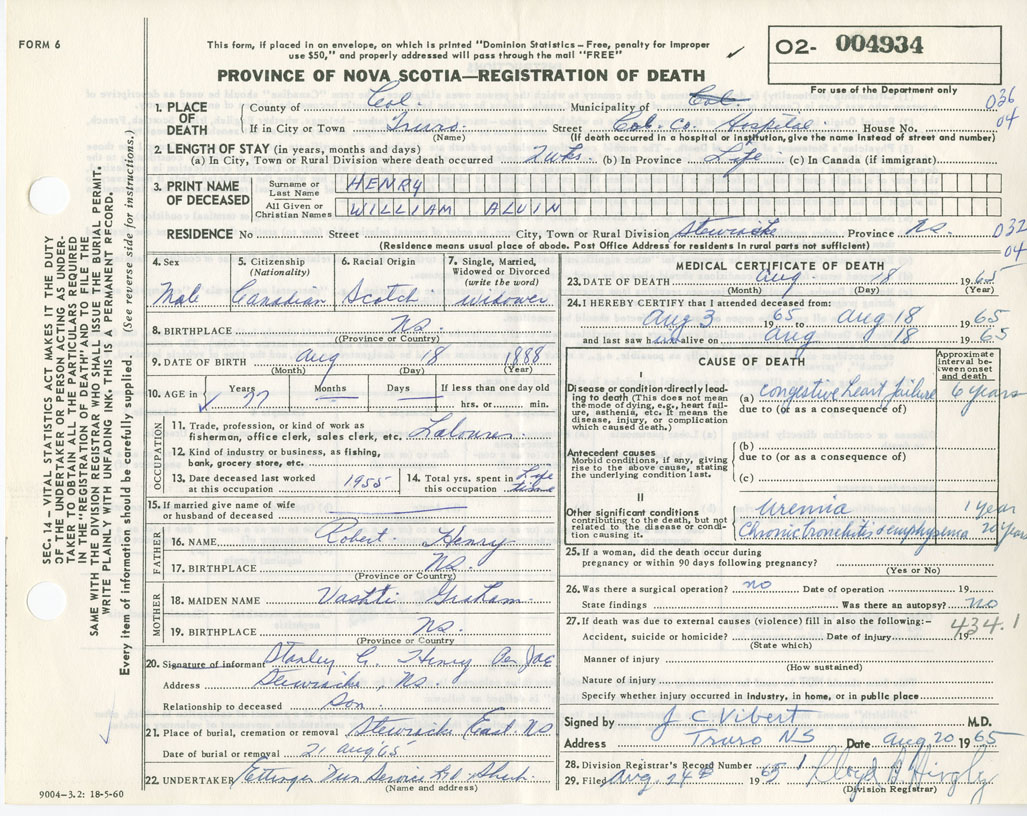 FORM 6
This form, if placed in an envelope, on which is printed "Dominion Statistics – Free, penalty for improper
use $50," and properly addressed will pass through the mail "FREE"
O2- 004934
For use of the Department only
PROVINCE OF NOVA SCOTIA—REGISTRATION OF DEATH
1. PLACE OF DEATH
County of Col. Municipality of Col.
036
04
If in City or Town Truro. Street Col. Co. Hospital House No.
(Name) (If death occurred in a hospital or institution, give the name instead of street and number)
2. LENGTH OF STAY (in years, months and days)
(a) In City, Town or Rural Division where death occurred 2 wks. (b) In Province Life (c) In Canada (if immigrant)
3. PRINT NAME OF DECEASED
Surname or Last Name HENRY
All Given or Christian Names WILLIAM ALVIN
RESIDENCE No Street City, Town or Rural Division Stewiacke Province N.S.
032
04
(Residence means usual place of abode. Post Office Address for residents in rural parts not sufficient)
4. Sex Male
5. Citizenship (Nationality) Canadian
6. Racial Origin Scotch
7. Single, Married, Widowed or Divorced (write the word) widower
8. BIRTHPLACE N.S.
(Province or Country)
9. DATE OF BIRTH Aug 18 1888
(Month) (Day) (Year)
10. AGE in Years 77 Months — Days — If less than one day old
hrs. or min.
OCCUPATION
11. Trade, profession, or kind of work as
fisherman, office clerk, sales clerk, etc. Labourer
12. Kind of industry or business, as fishing,
bank, grocery store, etc.
13. Date deceased last worked at this occupation 1955
14. Total yrs. spent in this occupation Life time
15. If married give name of wife
or husband of deceased
FATHER
16. NAME Robert Henry
17. BIRTHPLACE N.S.
(Province or Country)
MOTHER
18. MAIDEN NAME Vashti Graham
19. BIRTHPLACE N.S.
(Province or Country)
20. Signature of informant Stanley G. Henry Per
Address Stewiacke, N.S.
Relationship to deceased Son
21. Place of burial, cremation or removal Stewiacke East NS
Date of burial or removal 21 Aug '65
22. UNDERTAKER Ettinger Fun Service Ltd
(Name and address)
9004—3.2: 18-5-60
MEDICAL CERTIFICATE OF DEATH
23. DATE OF DEATH Aug 18 1965
(Month) (Day) (Year)
24. I HEREBY CERTIFY that I attended deceased from:
Aug 3 1965 to Aug 18 1965
and last saw him alive on Aug 18 1965
CAUSE OF DEATH
Approximate interval between onset and death
I
Disease or condition directly leading
to death (This does not mean
the mode of dying, e.g., heart failure,
asthenia, etc. It means the
disease, injury, or complication
which caused death.)
(a) congestive heart failure 6 years
due to (or as a consequence of)
Antecedent causes
Morbid conditions, if any, giving
rise to the above cause, stating
the underlying condition last.
(b)
due to (or as a consequence of)
(c)
II
Other significant conditions
contributing to the death, but not
related to the disease or condition
causing it.
Uremia 1 year
Chronic bronchitis & emphysema 20 years
25. If a woman, did the death occur during
pregnancy or within 90 days following pregnancy?
(Yes or No)
26. Was there a surgical operation? no Date of operation 19
State findings Was there an autopsy? no
27. If death was due to external causes (violence) fill in also the following:—
434.1
Accident, suicide or homicide? Date of injury 19
(State which)
Manner of injury
(How sustained)
Nature of injury
Specify whether injury occurred in industry, in home, or in public place
Signed by J C Vibert M.D.
Address Truro NS Date Aug 20 1965
28. Division Registrar's Record Number
29. Filed Aug 24 1965
(Division Registrar)
SEC. 14— VITAL STATISTICS ACT MAKES IT THE DUTY
OF THE UNDERTAKER OR PERSON ACTING AS UNDER-
TAKER TO OBTAIN ALL THE PARTICULARS REQUIRED
IN THE "REGISTRATION OF DEATH" AND TO FILE THE
SAME WITH THE DIVISION REGISTRAR WHO SHALL ISSUE THE BURIAL PERMIT.
WRITE PLAINLY WITH UNFADING INK. THIS IS A PERMANENT RECORD.
Every item of information should be carefully supplied. (See reverse side for instructions.)